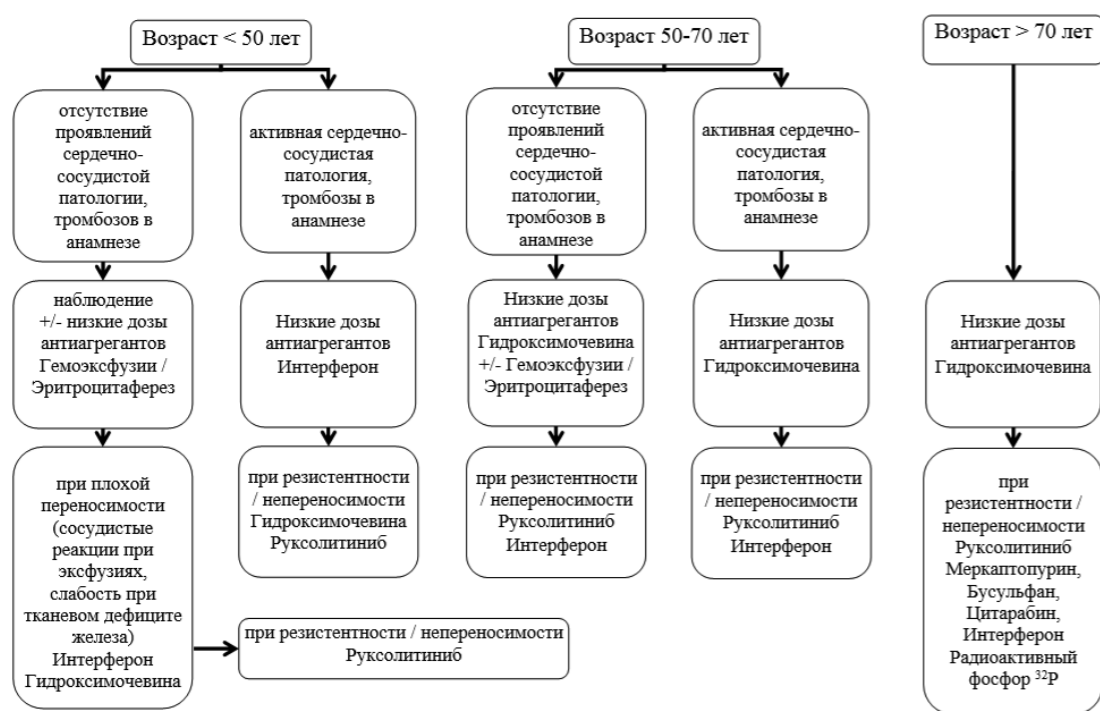 Возраст < 50 лет
отсутствие
проявлений
сердечно-
сосудистой
патологии,
тромбозов в
анамнезе
активная сердечно-
сосудистая
патология,
тромбозы в
анамнезе
наблюдение
+/- низкие дозы
антиагрегантов
Гемоэксфузии /
Эритроцитаферез
Низкие дозы
антиагрегантов
Интерферон
при плохой
переносимости
(сосудистые
реакции при
эксфузиях,
слабость при
тканевом дефиците
железа)
Интерферон
Гидроксимочевина
при резистентности
/ непереносимости
Гидроксимочевина
Руксолитиниб
при резистентности / непереносимости
Руксолитиниб
Возраст 50-70 лет
отсутствие
проявлений
сердечно-
сосудистой
патологии,
тромбозов в
анамнезе
активная сердечно-
сосудистая
патология,
тромбозы в
анамнезе
Низкие дозы
антиагрегантов
Гидроксимочевина
+/- Гемоэксфузии /
Эритроцитаферез
Низкие дозы
антиагрегантов
Гидроксимочевина
при резистентности
/ непереносимости
Руксолитиниб
Интерферон
при резистентности
/ непереносимости
Руксолитиниб
Интерферон
Возраст > 70 лет
Низкие дозы
антиагрегантов
Гидроксимочевина
при
резистентности /
непереносимости
Руксолитиниб
Меркаптопурин,
Бусульфан,
Цитарабин,
Интерферон
Радиоактивный
фосфор ³²P